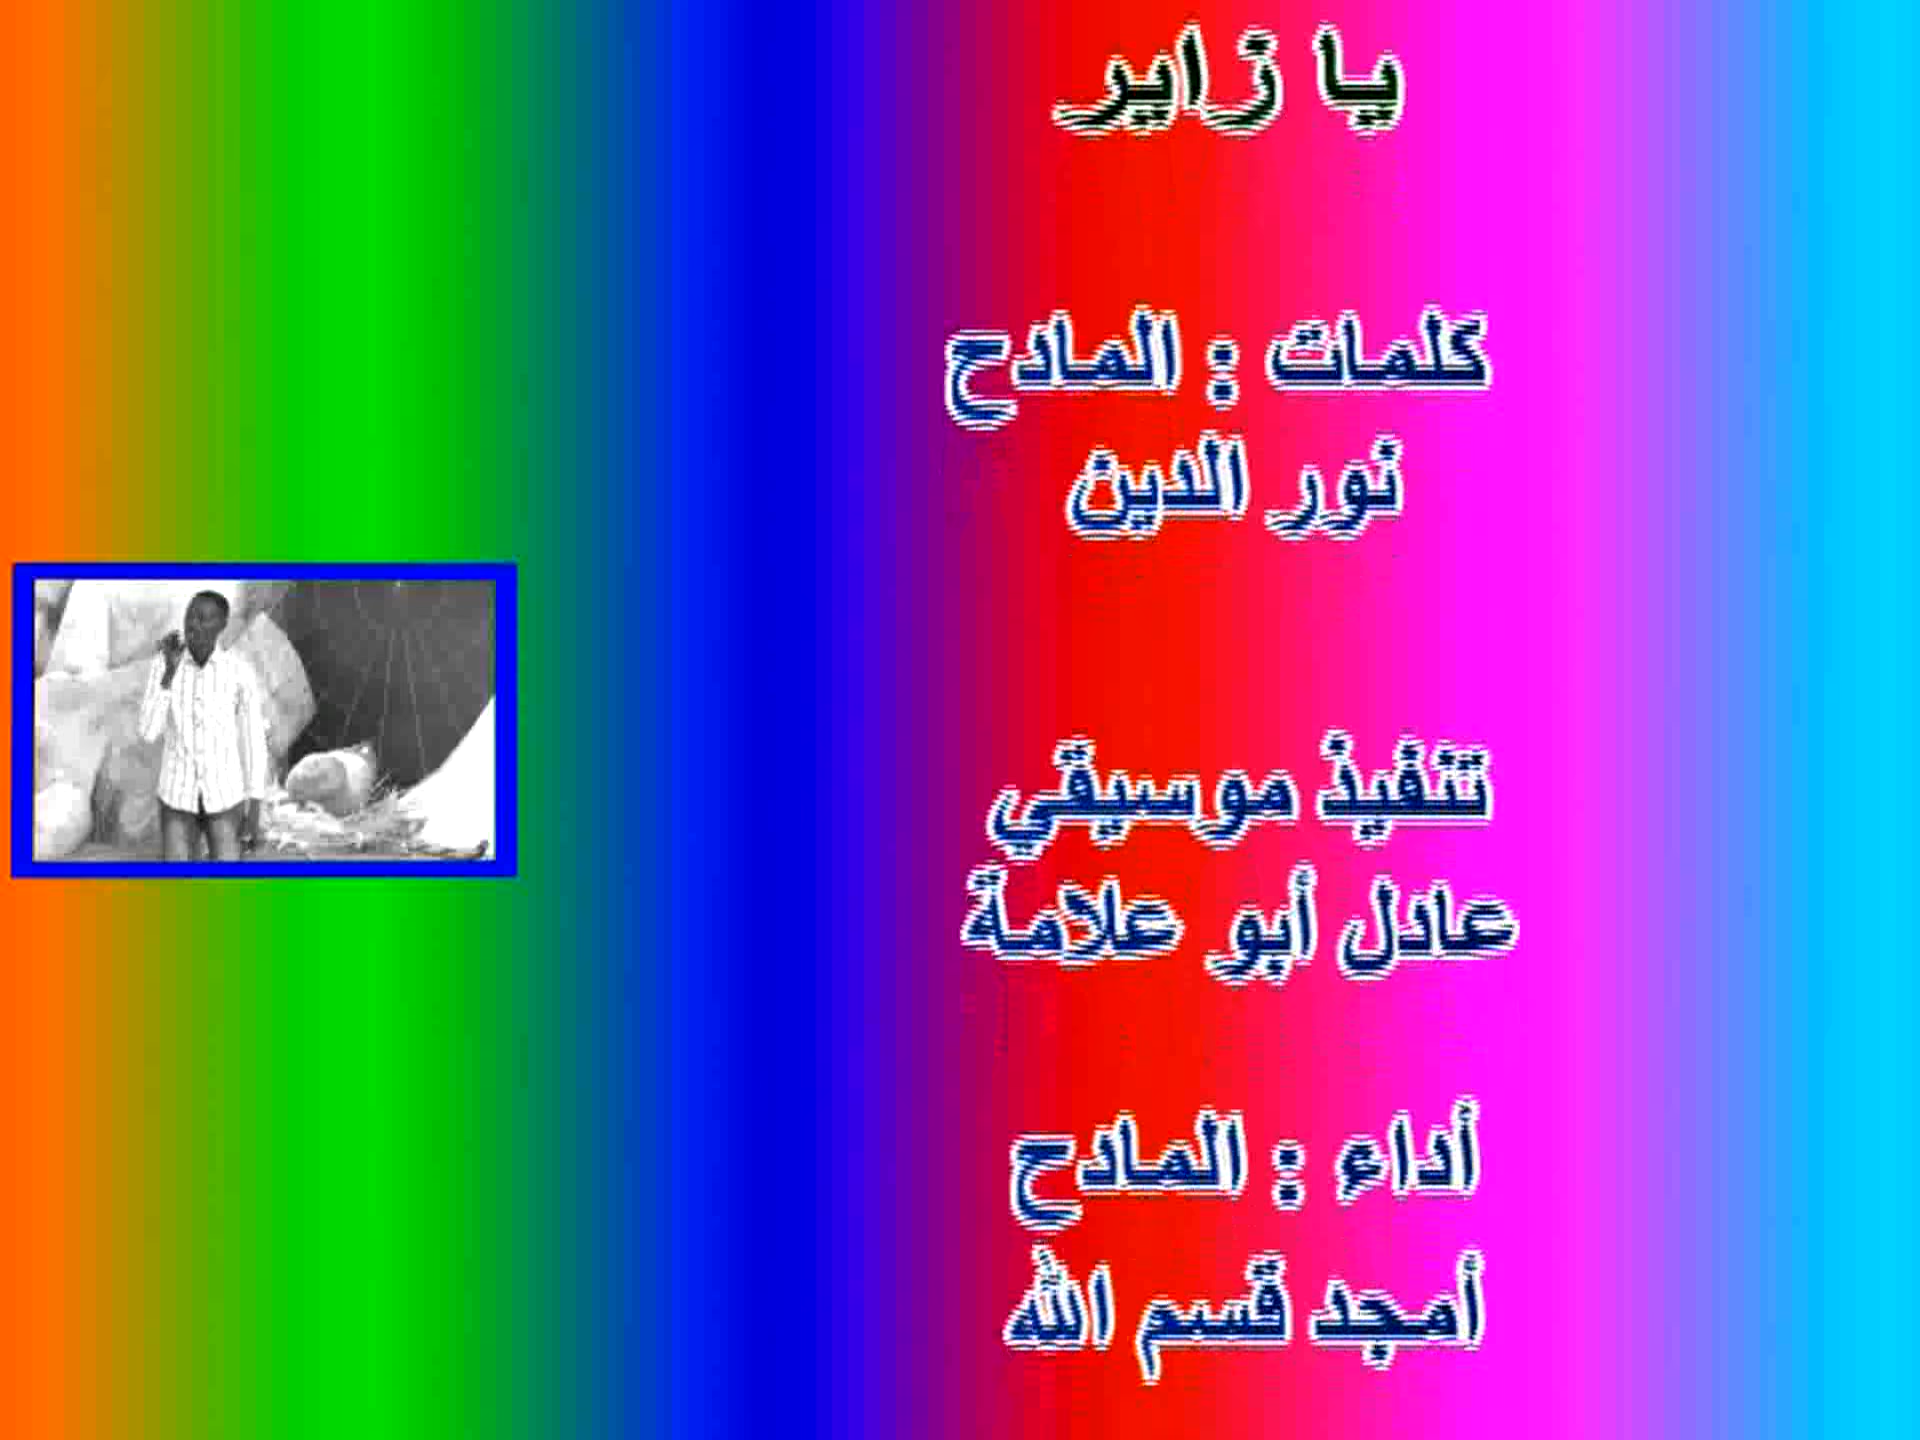 يا زاير
كلمات : المادح
نور الدين
تنفيذ موسيقي
عادل أبو علامة
أداء : المادح
أمجد قسم الله